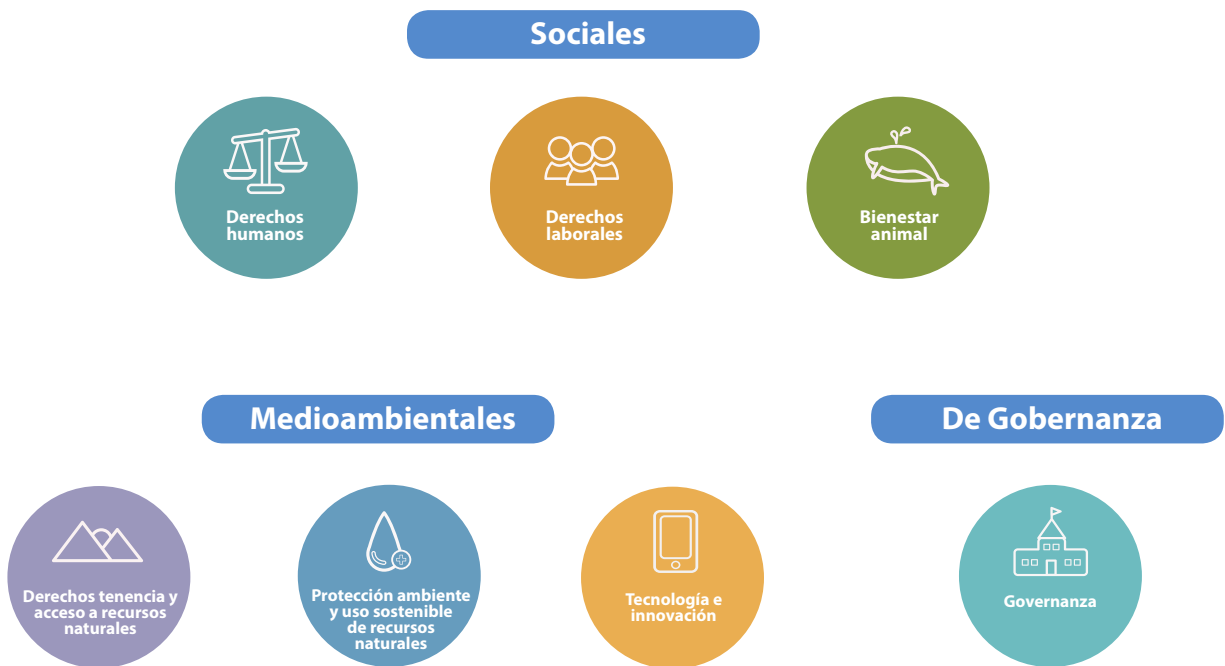 Sociales
Derechos
humanos
Derechos
laborales
Bienestar
animal
Medioambientales
De Gobernanza
Derechos tenencia y
acceso a recursos
naturales
Protección ambiente
y uso sostenible
de recursos
naturales
Tecnología e
innovación
Governanza